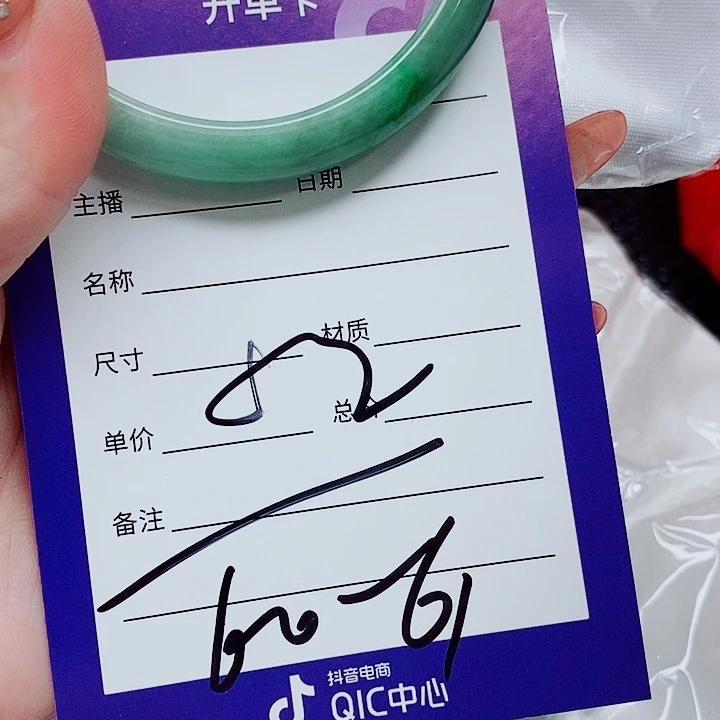 开单卡
主播 日期
名称
尺寸 材质
单价 总价
备注
抖音电商
QIC中心